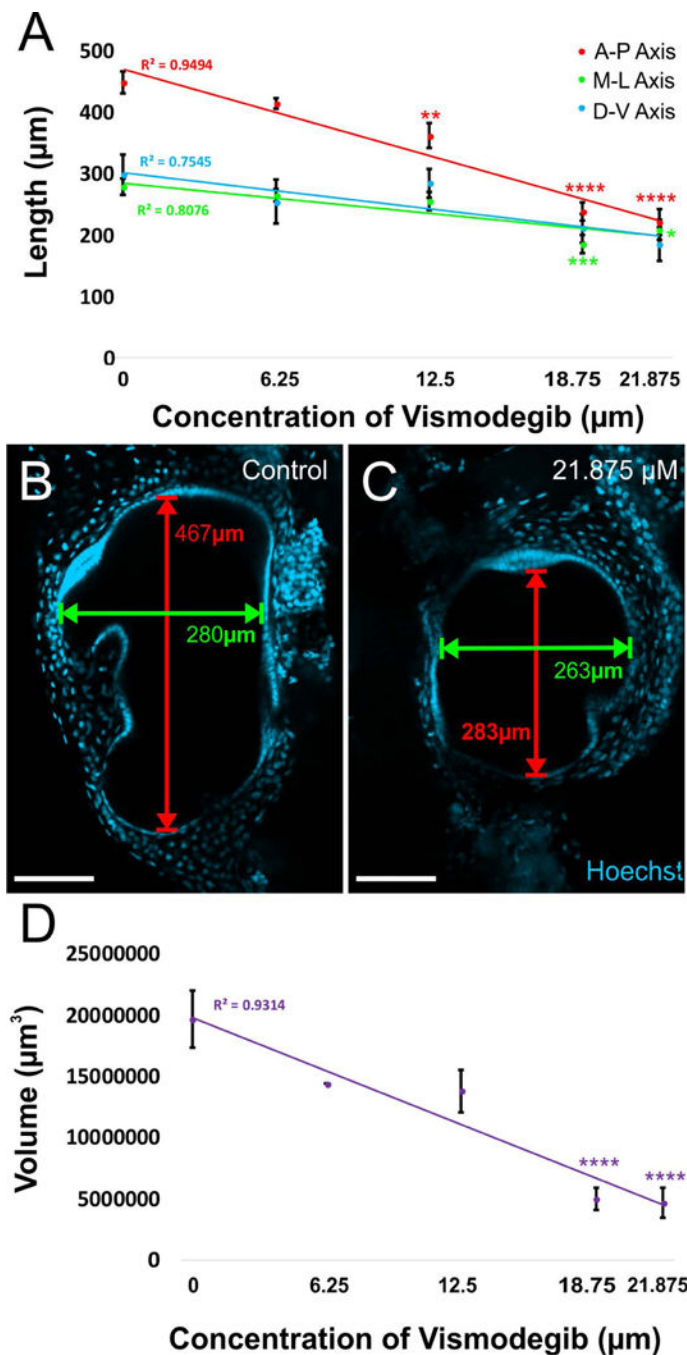 A
500
400
300
200
100
0
Length (µm)
R² = 0.9494
R² = 0.7545
R² = 0.8076
A-P Axis
M-L Axis
D-V Axis
**
****
****
*
***
0
6.25
12.5
18.75
21.875
Concentration of Vismodegib (µm)
B
Control
467µm
280µm
C
21.875 µM
263µm
283µm
Hoechst
D
25000000
20000000
15000000
10000000
5000000
0
Volume (µm³)
R² = 0.9314
****
****
0
6.25
12.5
18.75
21.875
Concentration of Vismodegib (µm)